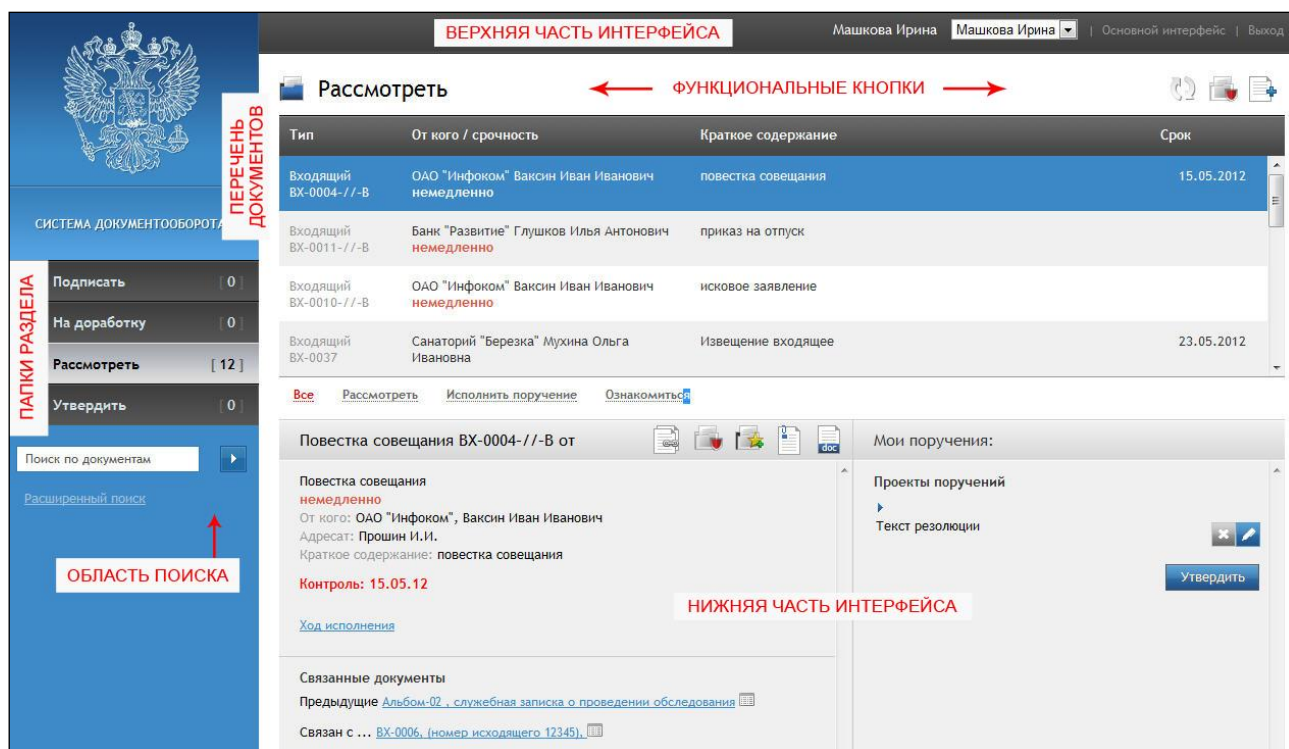 ВЕРХНЯЯ ЧАСТЬ ИНТЕРФЕЙСА
Машкова Ирина Машкова Ирина | Основной интерфейс | Выход
СИСТЕМА ДОКУМЕНТООБОРОТА
ПЕРЕЧЕНЬ
ДОКУМЕНТОВ
ПАПКИ РАЗДЕЛА
Подписать [ 0 ]
На доработку [ 0 ]
Рассмотреть [ 12 ]
Утвердить [ 0 ]
Поиск по документам
Расширенный поиск
ОБЛАСТЬ ПОИСКА
Рассмотреть
ФУНКЦИОНАЛЬНЫЕ КНОПКИ
Тип От кого / срочность Краткое содержание Срок
Входящий ОАО "Инфоком" Ваксин Иван Иванович повестка совещания 15.05.2012
ВХ-0004-//-В немедленно
Входящий Банк "Развитие" Глушков Илья Антонович приказ на отпуск
ВХ-0011-//-В немедленно
Входящий ОАО "Инфоком" Ваксин Иван Иванович исковое заявление
ВХ-0010-//-В немедленно
Входящий Санаторий "Березка" Мухина Ольга Извещение входящее 23.05.2012
ВХ-0037 Ивановна
Все Рассмотреть Исполнить поручение Ознакомиться
Повестка совещания ВХ-0004-//-В от
doc
Повестка совещания
немедленно
От кого: ОАО "Инфоком", Ваксин Иван Иванович
Адресат: Прошин И.И.
Краткое содержание: повестка совещания
Контроль: 15.05.12
Ход исполнения
Связанные документы
Предыдущие Альбом-02 , служебная записка о проведении обследования
Связан с ... ВХ-0006, (номер исходящего 12345),
Мои поручения:
Проекты поручений
Текст резолюции
Утвердить
НИЖНЯЯ ЧАСТЬ ИНТЕРФЕЙСА